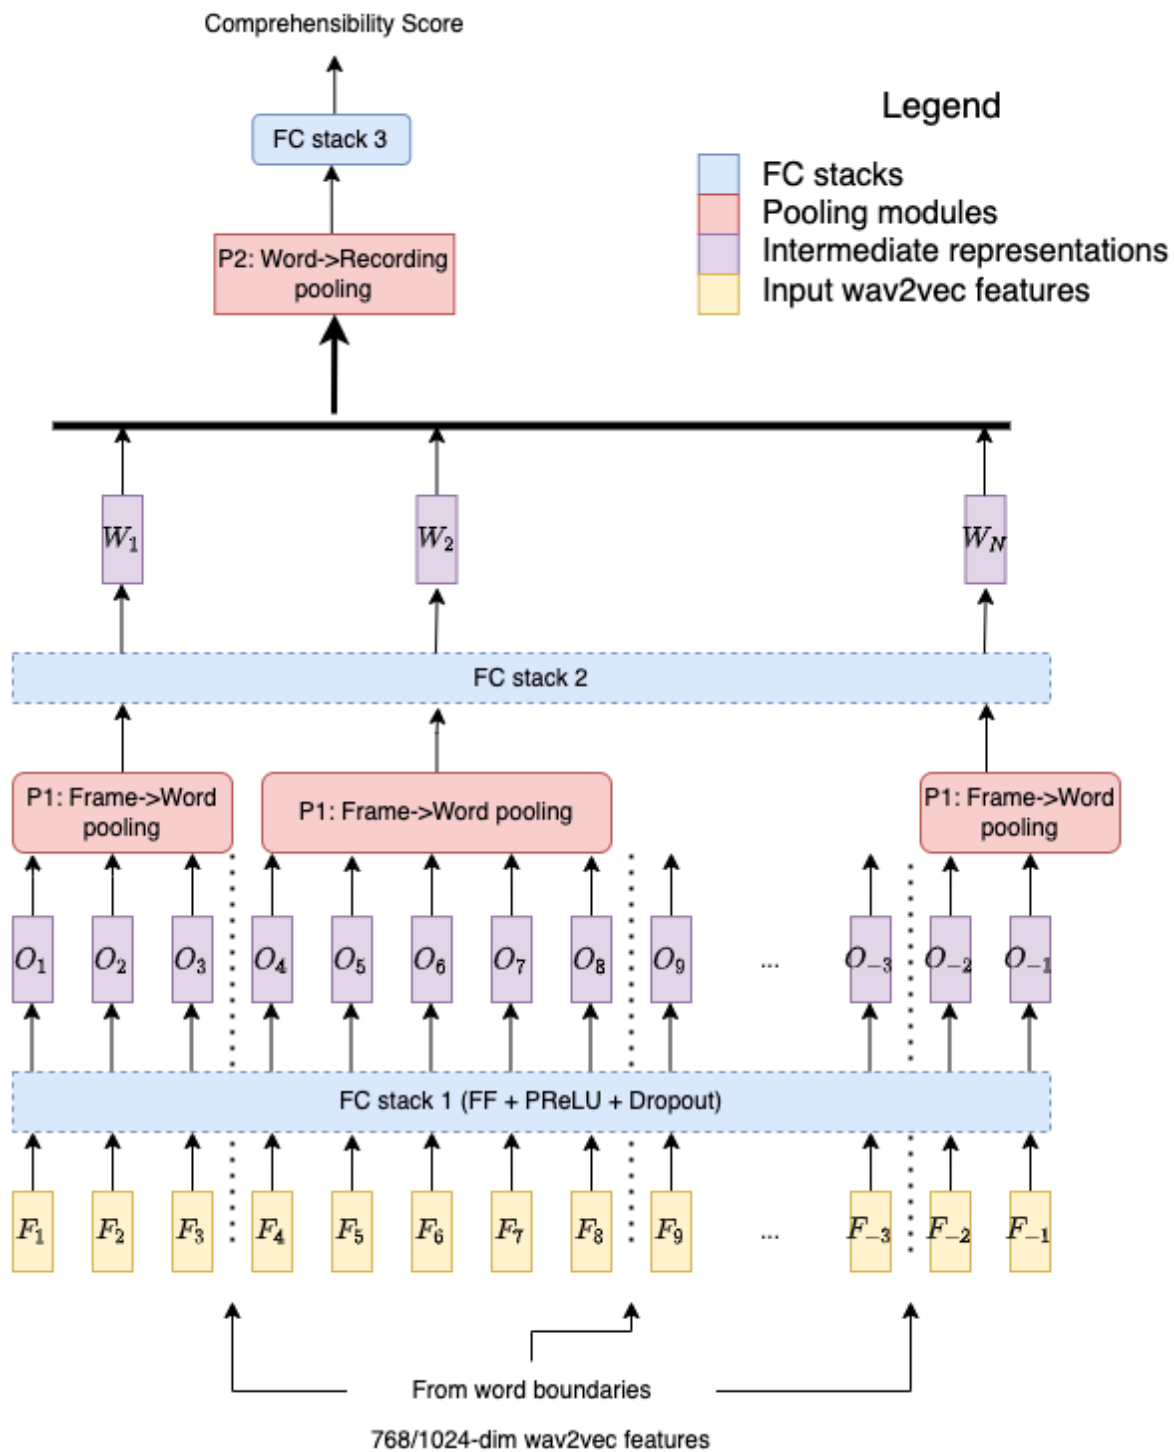 Comprehensibility Score
FC stack 3
Legend
FC stacks
Pooling modules
Intermediate representations
Input wav2vec features
P2: Word->Recording
pooling
W₁ W₂ W_N
FC stack 2
P1: Frame->Word
pooling
P1: Frame->Word pooling
P1: Frame->Word
pooling
O₁ O₂ O₃ O₄ O₅ O₆ O₇ O₈ O₉ ... O₋₃ O₋₂ O₋₁
FC stack 1 (FF + PReLU + Dropout)
F₁ F₂ F₃ F₄ F₅ F₆ F₇ F₈ F₉ ... F₋₃ F₋₂ F₋₁
From word boundaries
768/1024-dim wav2vec features